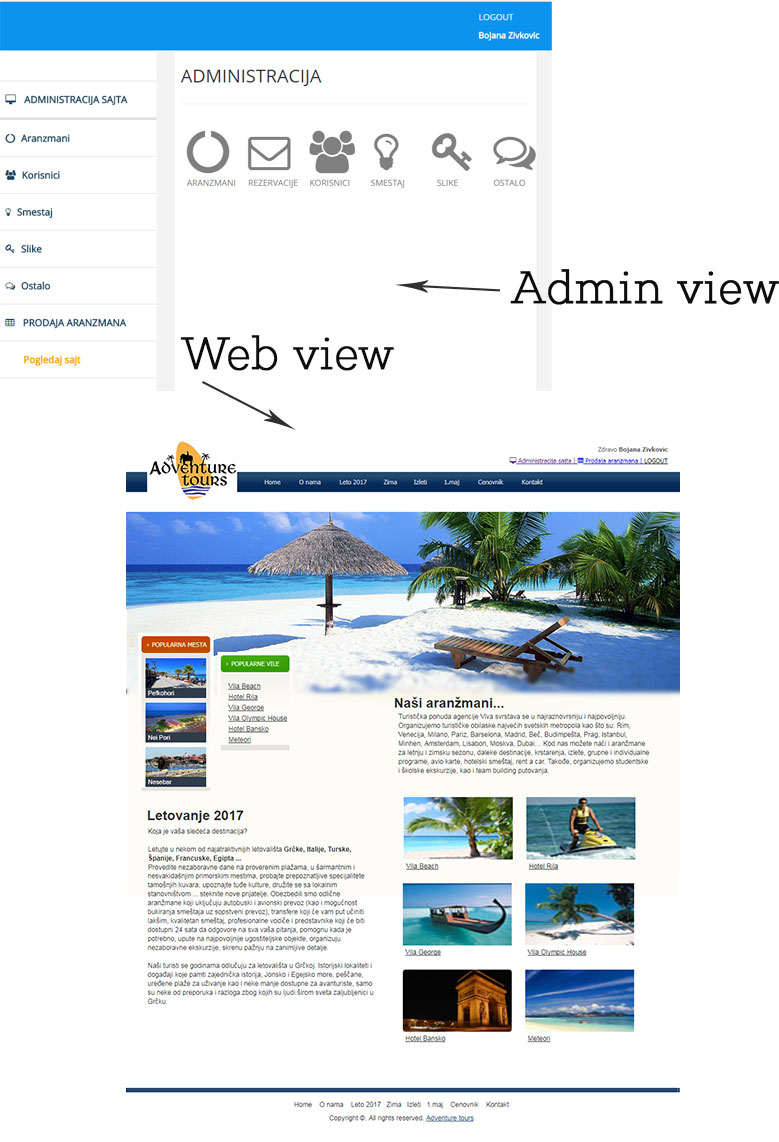 LOGOUT
Bojana Zivkovic
ADMINISTRACIJA SAJTA
Aranzmani
Korisnici
Smestaj
Slike
Ostalo
PRODAJA ARANZMANA
Pogledaj sajt
ADMINISTRACIJA
ARANZMANI
REZERVACIJE
KORISNICI
SMESTAJ
SLIKE
OSTALO
Admin view
Web view
ADVENTURE
TOURS
Zdravo Bojana Zivkovic
Administracija sajta | Prodaja aranzmana | LOGOUT
Home O nama Leto 2017 Zima Izleti 1.maj Cenovnik Kontakt
POPULARNA MESTA
Pefkohori
Nei Pori
Nesebar
POPULARNE VILE
Vila Beach
Hotel Rila
Vila George
Vila Olympic House
Hotel Bansko
Meteori
Letovanje 2017
Koja je vaša sledeća destinacija?
Letujte u nekom od najatraktivnijih letovališta Grčke, Italije, Turske,
Španije, Francuske, Egipta ...
Provedite nezaboravne dane na proverenim plažama, u šarmantnim i
nesvakidašnjim primorskim mestima, probajte prepoznatljive specijalitete
tamošnjih kuvara, upoznajte tuđe kulture, družite se sa lokalnim
stanovništvom ... steknite nove prijatelje. Obezbedili smo odlične
aranžmane koji uključuju autobuski i avionski prevoz (kao i mogućnost
bukiranja smeštaja uz sopstveni prevoz), transfere koji će vam put učiniti
lakšim, kvalitetan smeštaj, profesionalne vodiče i predstavnike koji će biti
dostupni 24 sata da odgovore na sva vaša pitanja, pomognu kada je
potrebno, upute na najpovoljnije ugostiteljske objekte, organizuju
nezaboravne ekskurzije, skrenu pažnju na zanimljive detalje.
Naši turisti se godinama odlučuju za letovališta u Grčkoj. Istorijski lokaliteti i
događaji koje pamti zajednička istorija, Jonsko i Egejsko more, peščane,
uređene plaže za uživanje kao i neke manje dostupne za avanturiste, samo
su neke od preporuka i razloga zbog kojih su ljudi širom sveta zaljubljenici u
Grčku.
Naši aranžmani...
Turistička ponuda agencije Viva svrstava se u najraznovrsniju i najpovoljniju.
Organizujemo turističke obilaske najvećih svetskih metropola kao što su: Rim,
Venecija, Milano, Pariz, Barselona, Madrid, Beč, Budimpešta, Prag, Istanbul,
Minhen, Amsterdam, Lisabon, Moskva, Dubai... Kod nas možete naći i aranžmane
za letnju i zimsku sezonu, daleke destinacije, krstarenja, izlete, grupne i individualne
programe, avio karte, hotelski smeštaj, rent a car. Takođe, organizujemo studentske
i školske ekskurzije, kao i team building putovanja.
Vila Beach
Hotel Rila
Vila George
Vila Olympic House
Hotel Bansko
Meteori
Home O nama Leto 2017 Zima Izleti 1.maj Cenovnik Kontakt
Copyright ©. All rights reserved. Adventure tours